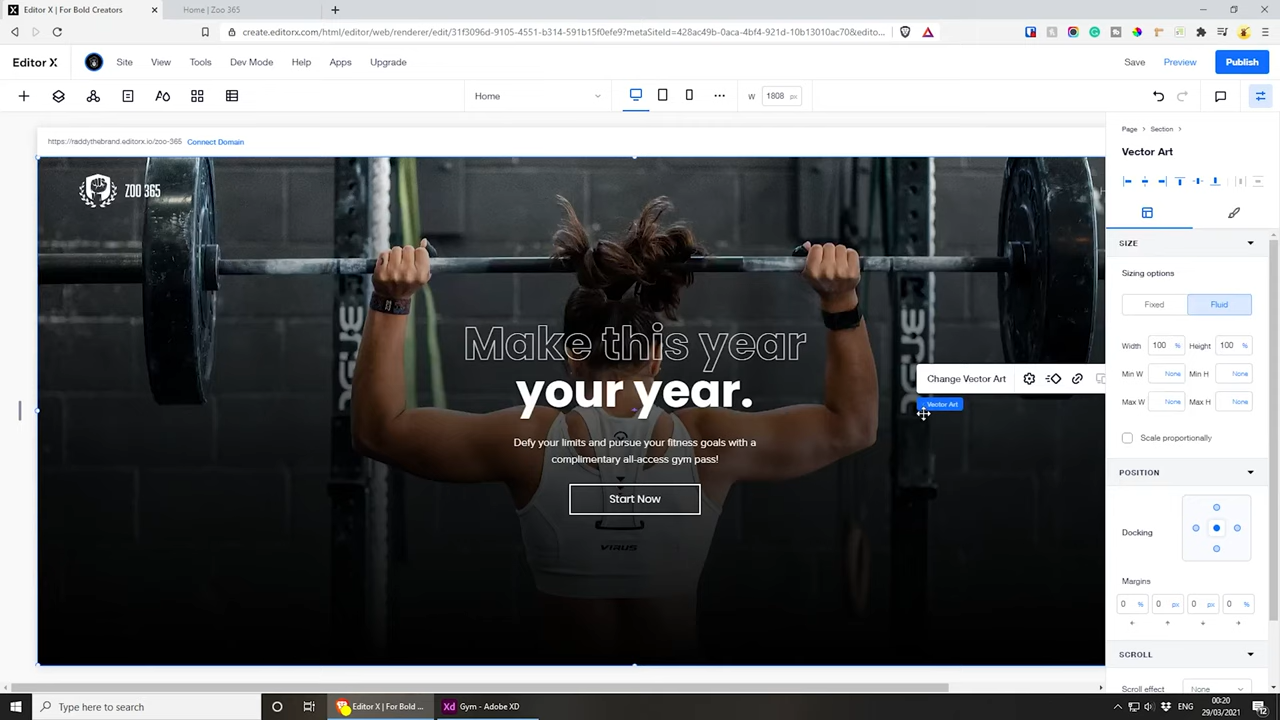 Editor X | For Bold Creators
Home | Zoo 365
create.editorx.com/html/editor/web/renderer/edit/31f3096d-9105-4551-b314-591b15f0efe9?metaSiteId=428ac49b-0aca-4bf4-921d-10b13010ac70&edito...
Editor X
Site
View
Tools
Dev Mode
Help
Apps
Upgrade
Save
Preview
Publish
Home
W
1808
px
https://raddythebrand.editorx.io/zoo-365
Connect Domain
ZOO 365
Make this year
your year.
Defy your limits and pursue your fitness goals with a
complimentary all-access gym pass!
Start Now
VIRUS
Change Vector Art
Vector Art
Page
Section
Vector Art
SIZE
Sizing options
Fixed
Fluid
Width 100 % Height 100 %
Min W None Min H None
Max W None Max H None
Scale proportionally
POSITION
Docking
Margins
0 % 0 px 0 px 0 %
SCROLL
Scroll effect None
Type here to search
Editor X | For Bold ...
Gym - Adobe XD
ENG
00:20
29/03/2021
12